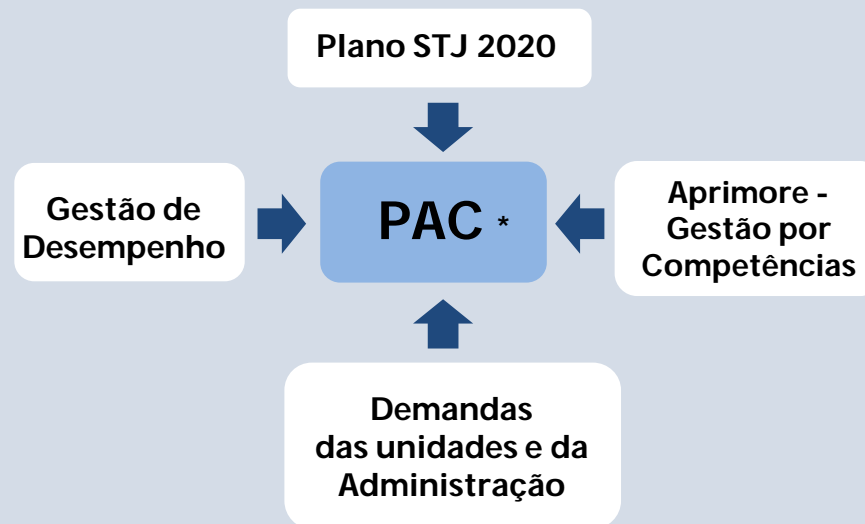 Plano STJ 2020
Gestão de
Desempenho
PAC *
Aprimore -
Gestão por
Competências
Demandas
das unidades e da
Administração